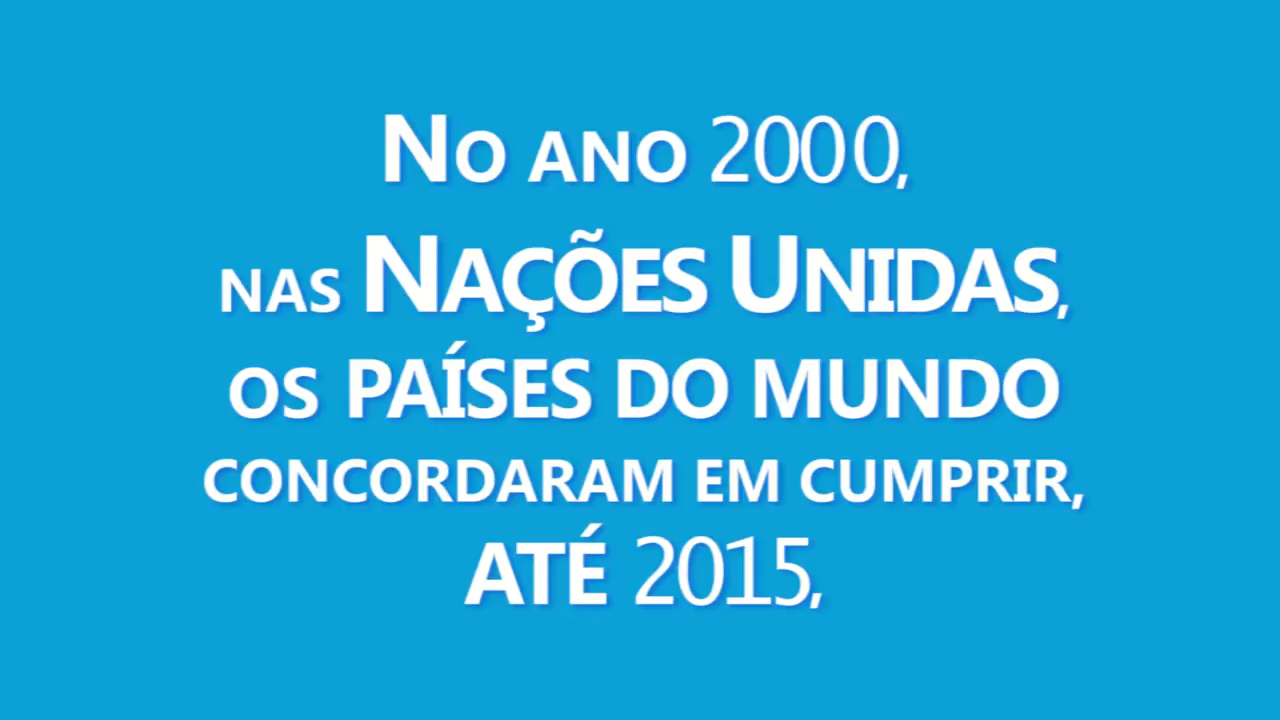 No ano 2000,
nas Nações Unidas,
os países do mundo
concordaram em cumprir,
até 2015,